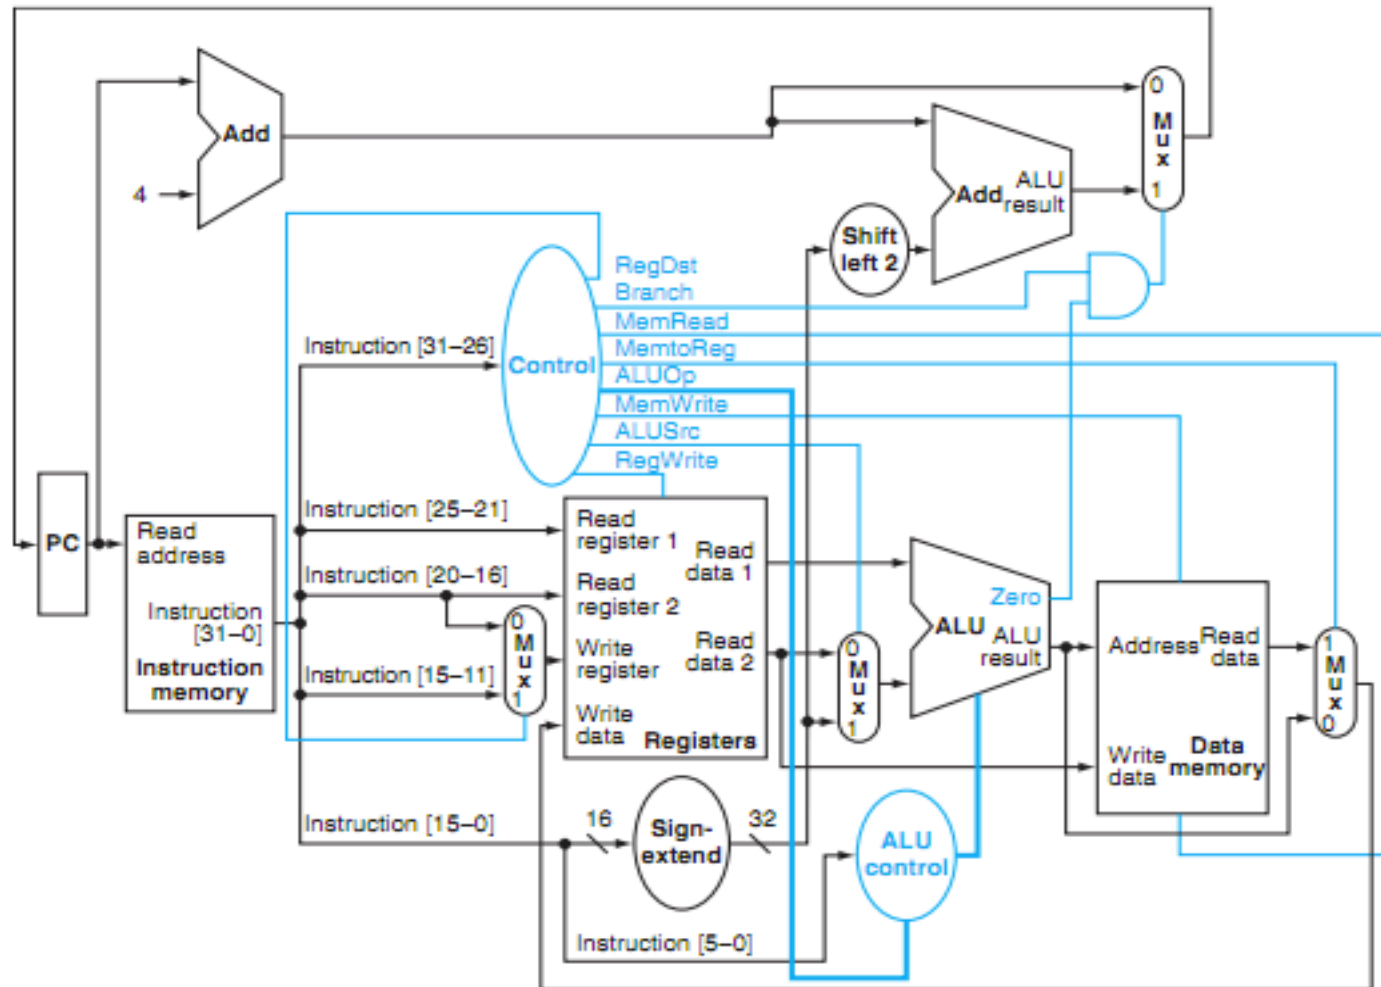 0
M
u
x
1
Add
4
Add
ALU
result
Shift
left 2
RegDst
Branch
MemRead
MemtoReg
ALUOp
MemWrite
ALUSrc
RegWrite
Control
Instruction [31–26]
Instruction [25–21]
Instruction [20–16]
Instruction [15–11]
Instruction [15–0]
Instruction [5–0]
PC
Read
address
Instruction
[31–0]
Instruction
memory
0
M
u
x
1
Read
register 1
Read
register 2
Write
register
Write
data
Read
data 1
Read
data 2
Registers
16
Sign-
extend
32
0
M
u
x
1
Zero
ALU
ALU
result
ALU
control
Address
Read
data
Write
data
Data
memory
1
M
u
x
0